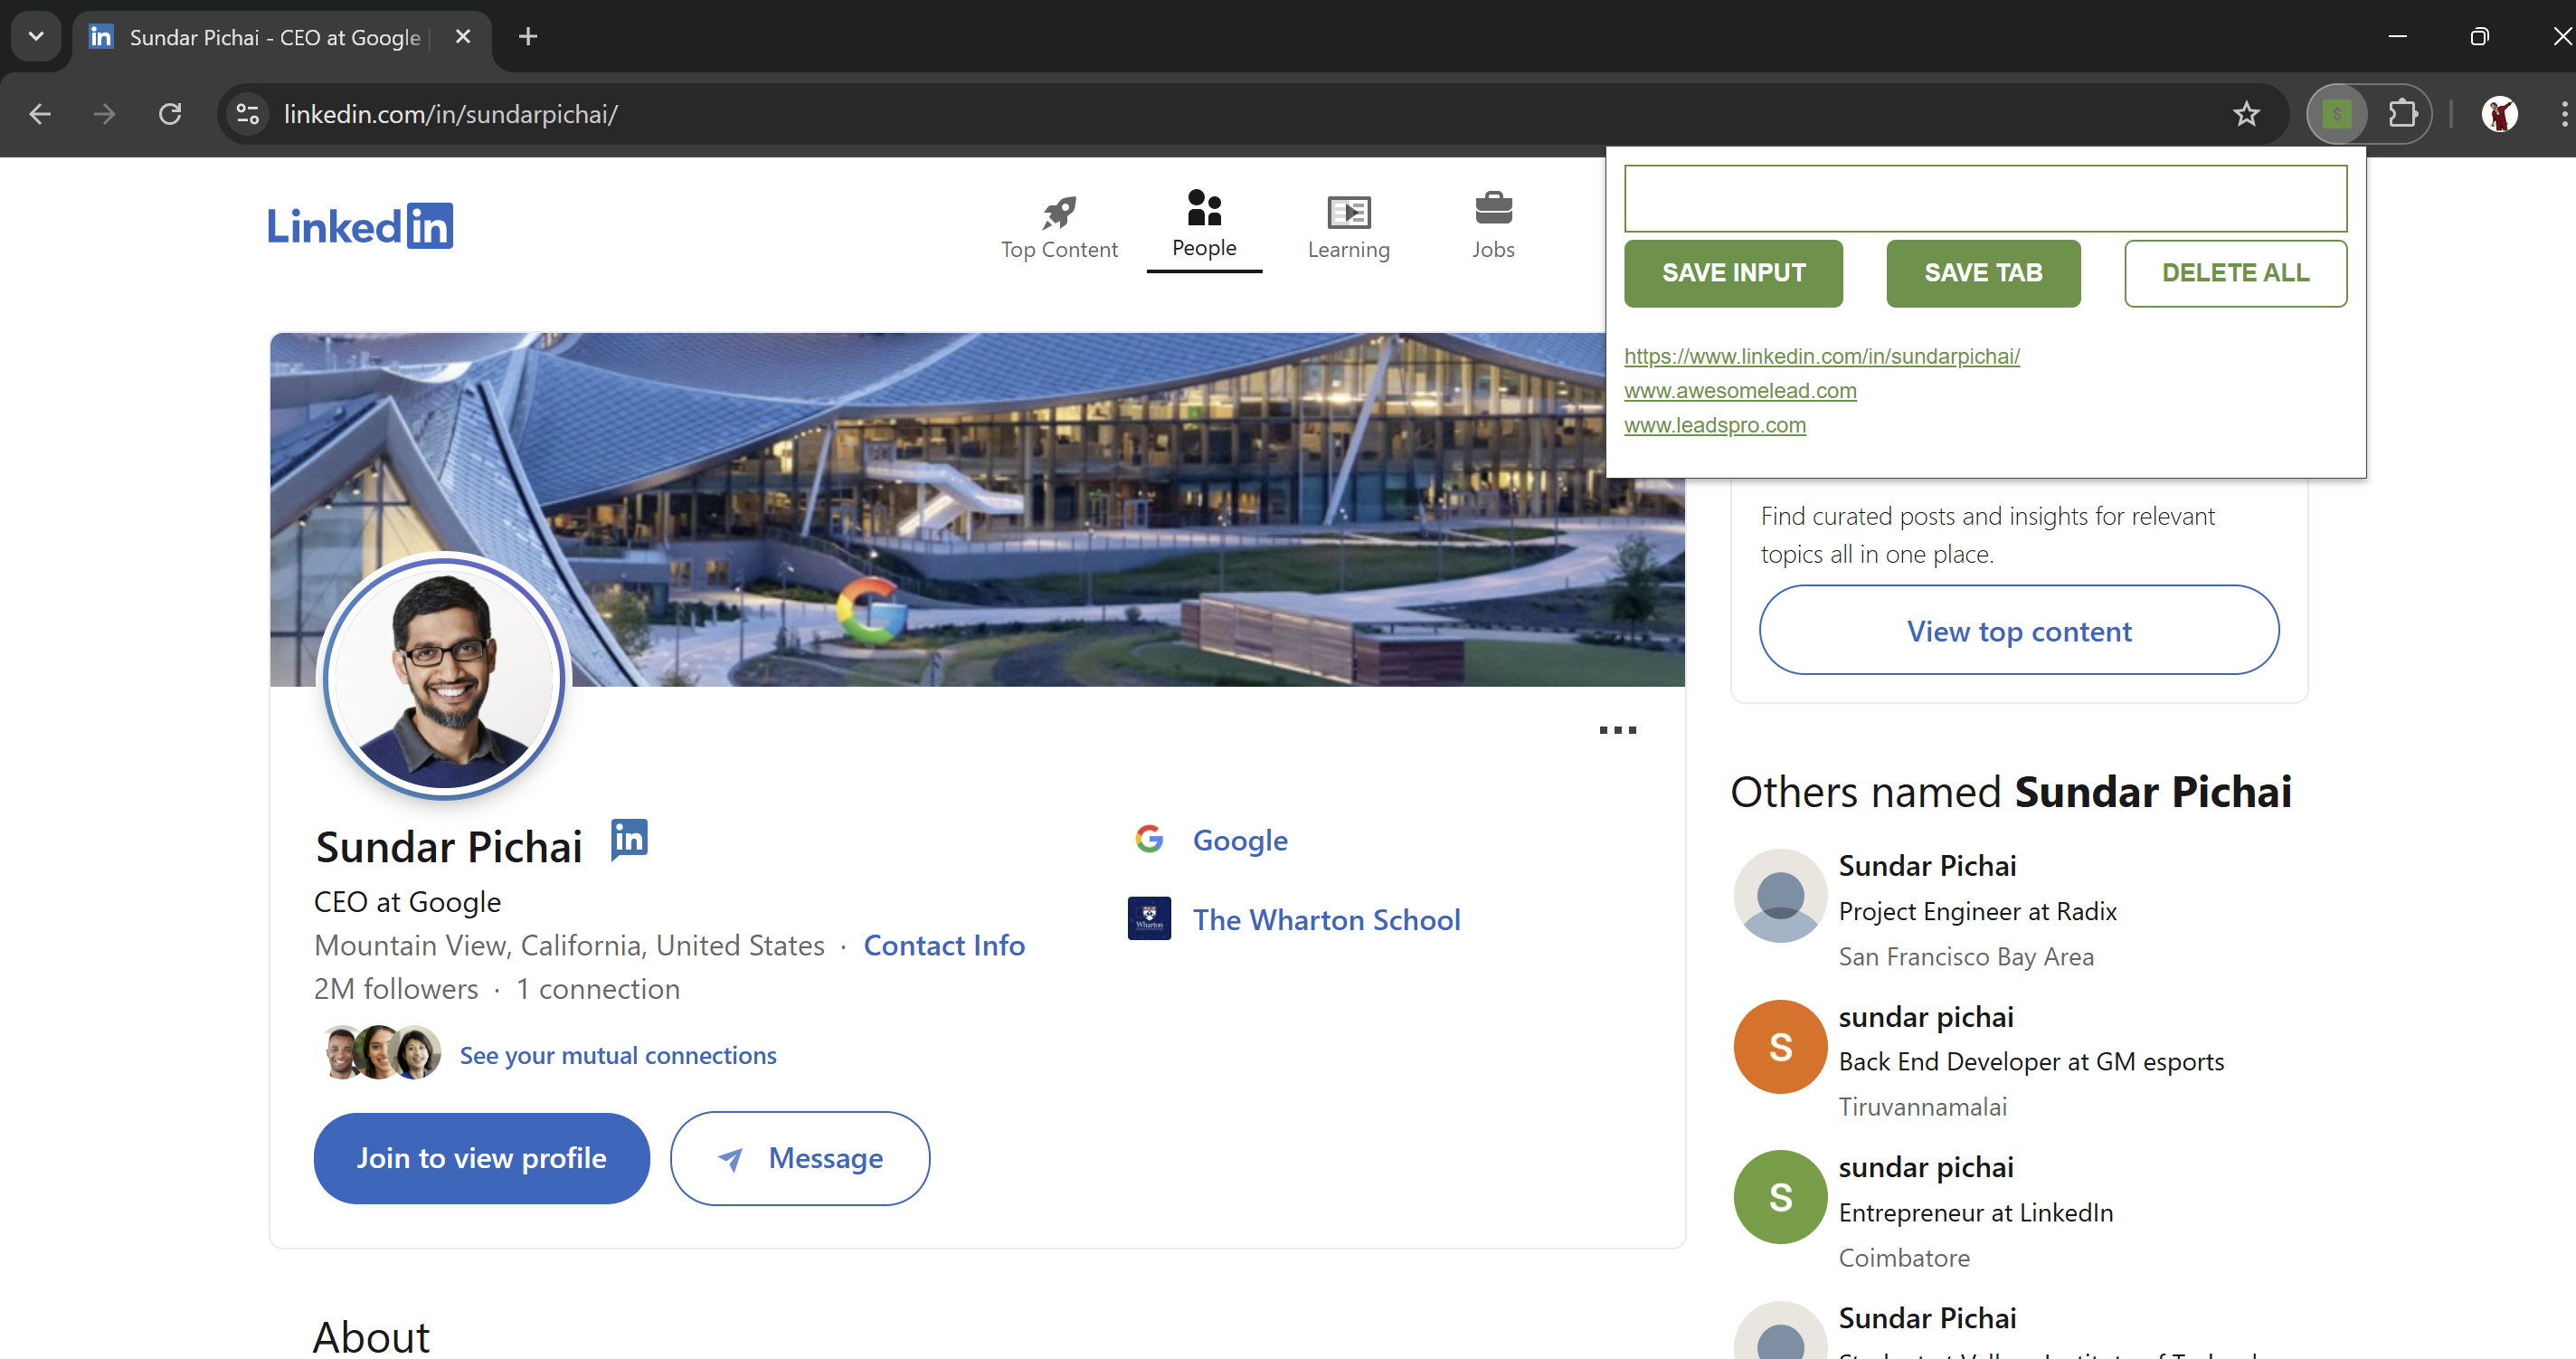 Sundar Pichai - CEO at Google
linkedin.com/in/sundarpichai/
$
LinkedIn
Top Content
People
Learning
Jobs
SAVE INPUT
SAVE TAB
DELETE ALL
https://www.linkedin.com/in/sundarpichai/
www.awesomelead.com
www.leadspro.com
Find curated posts and insights for relevant
topics all in one place.
View top content
Sundar Pichai in
CEO at Google
Mountain View, California, United States · Contact Info
2M followers · 1 connection
See your mutual connections
Join to view profile
Message
Google
Wharton
The Wharton School
About
Others named Sundar Pichai
Sundar Pichai
Project Engineer at Radix
San Francisco Bay Area
S
sundar pichai
Back End Developer at GM esports
Tiruvannamalai
S
sundar pichai
Entrepreneur at LinkedIn
Coimbatore
Sundar Pichai